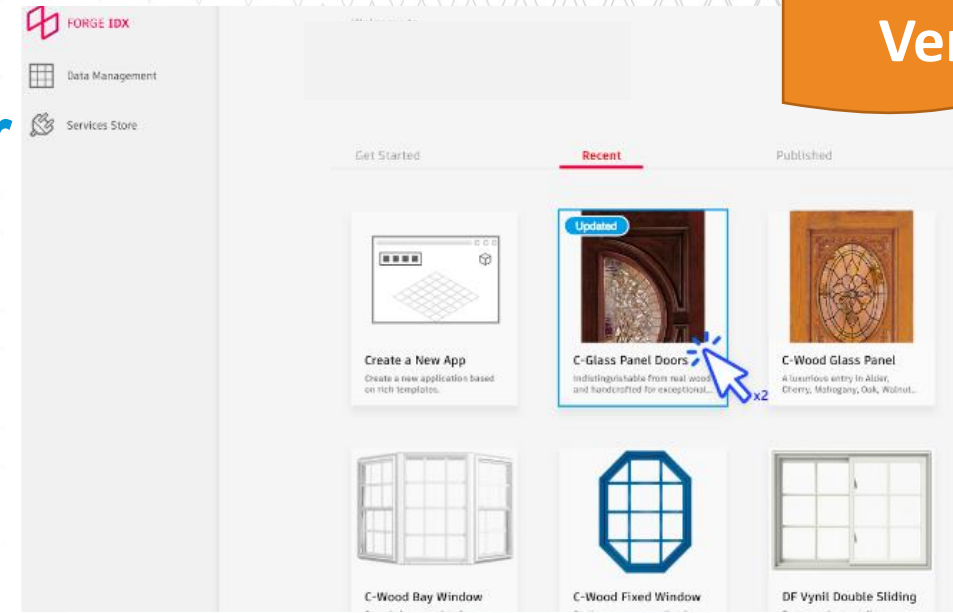 FORGE IDX
Ver
Data Management
Services Store
Get Started
Recent
Published
Updated
Create a New App
Create a new application based
on rich templates.
C-Glass Panel Doors
Indistinguishable from real wood
and handcrafted for exceptional...
x2
C-Wood Glass Panel
A luxurious entry in Alder,
Cherry, Mahogany, Oak, Walnut...
C-Wood Bay Window
C-Wood Fixed Window
DF Vynil Double Sliding